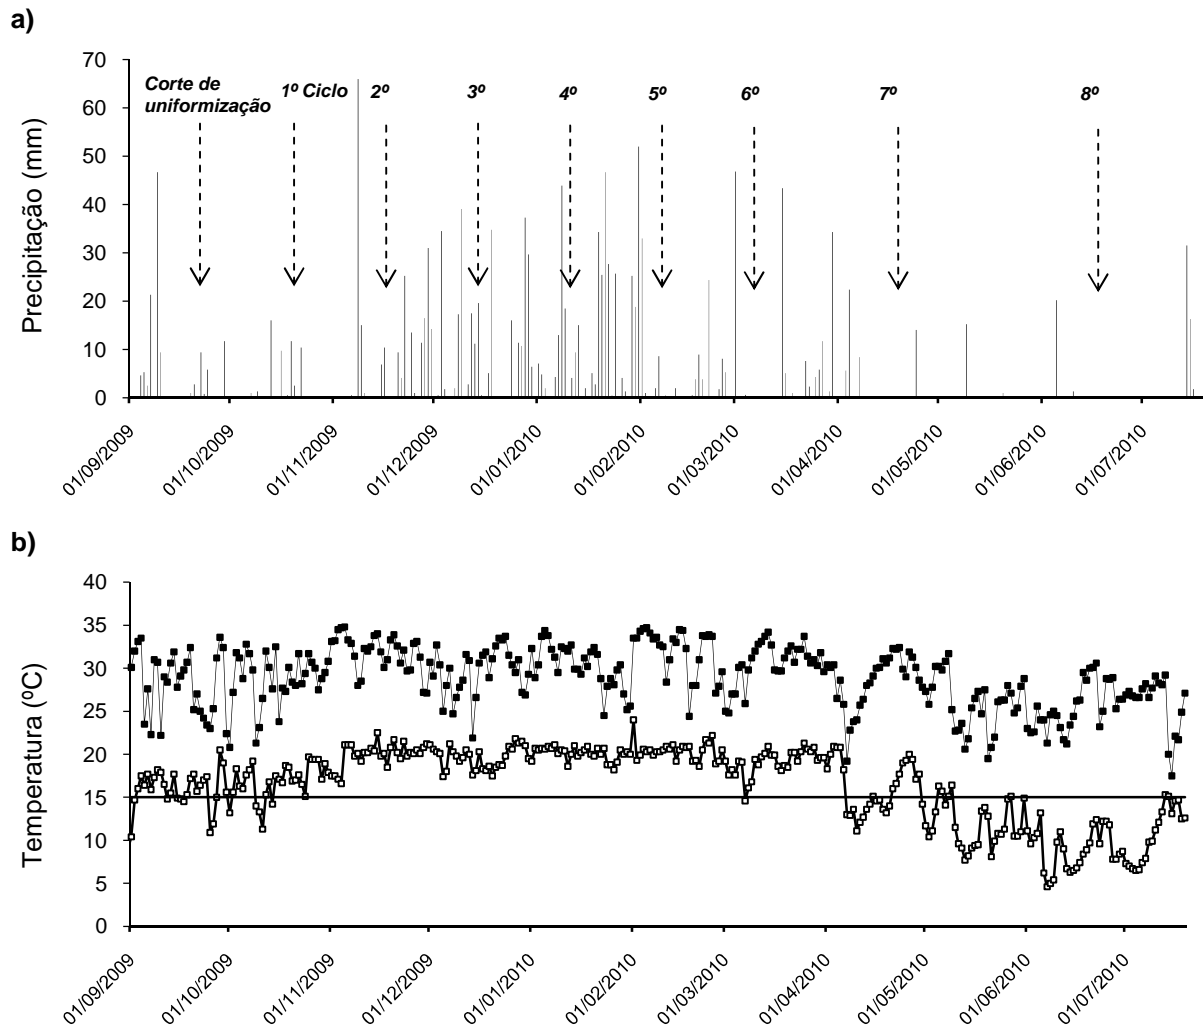 a)
Precipitação (mm)
70
60
50
40
30
20
10
0
Corte de
uniformização
1º Ciclo
2º
3º
4º
5º
6º
7º
8º
01/09/2009
01/10/2009
01/11/2009
01/12/2009
01/01/2010
01/02/2010
01/03/2010
01/04/2010
01/05/2010
01/06/2010
01/07/2010
b)
Temperatura (ºC)
40
35
30
25
20
15
10
5
0
01/09/2009
01/10/2009
01/11/2009
01/12/2009
01/01/2010
01/02/2010
01/03/2010
01/04/2010
01/05/2010
01/06/2010
01/07/2010